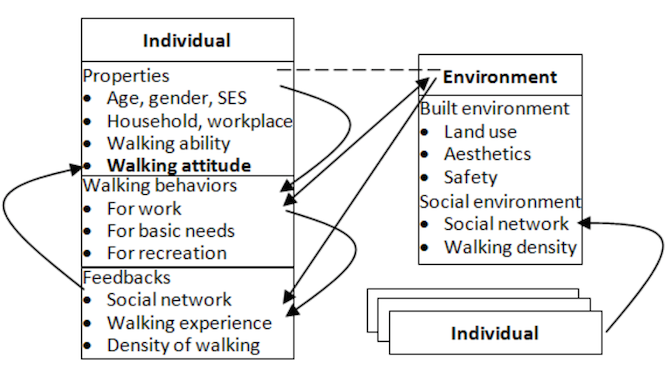 Individual
Properties
• Age, gender, SES
• Household, workplace
• Walking ability
• Walking attitude
Walking behaviors
• For work
• For basic needs
• For recreation
Feedbacks
• Social network
• Walking experience
• Density of walking
Environment
Built environment
• Land use
• Aesthetics
• Safety
Social environment
• Social network
• Walking density
Individual